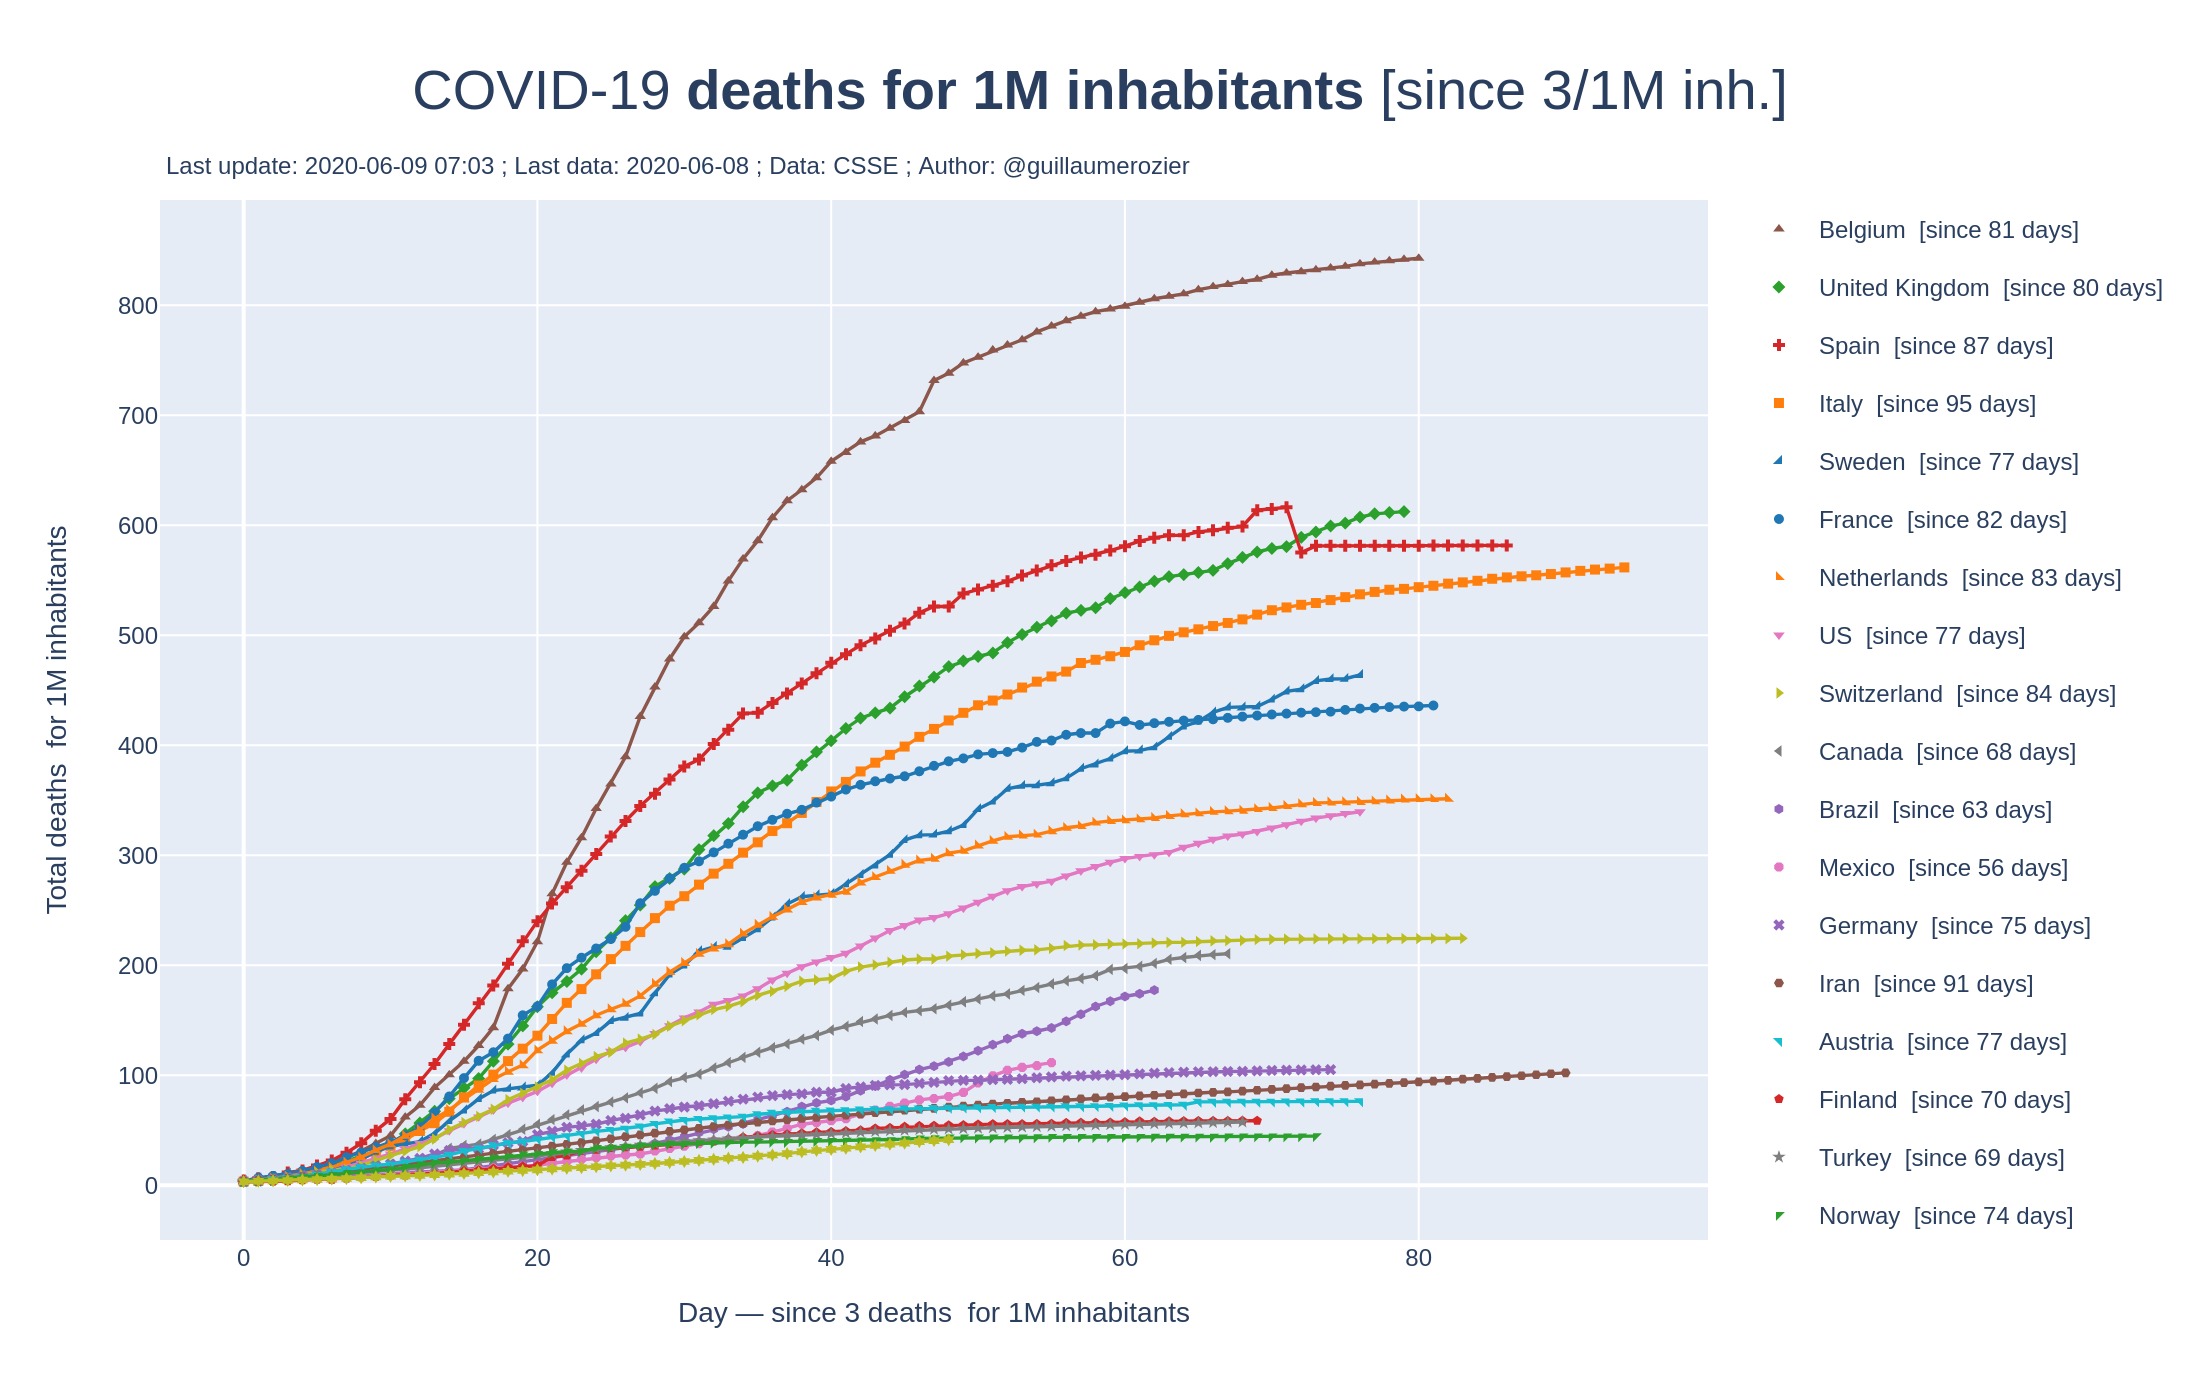 COVID-19 deaths for 1M inhabitants [since 3/1M inh.]
Last update: 2020-06-09 07:03 ; Last data: 2020-06-08 ; Data: CSSE ; Author: @guillaumerozier
Total deaths for 1M inhabitants
800
700
600
500
400
300
200
100
0
0 20 40 60 80
Day — since 3 deaths for 1M inhabitants
Belgium [since 81 days]
United Kingdom [since 80 days]
Spain [since 87 days]
Italy [since 95 days]
Sweden [since 77 days]
France [since 82 days]
Netherlands [since 83 days]
US [since 77 days]
Switzerland [since 84 days]
Canada [since 68 days]
Brazil [since 63 days]
Mexico [since 56 days]
Germany [since 75 days]
Iran [since 91 days]
Austria [since 77 days]
Finland [since 70 days]
Turkey [since 69 days]
Norway [since 74 days]